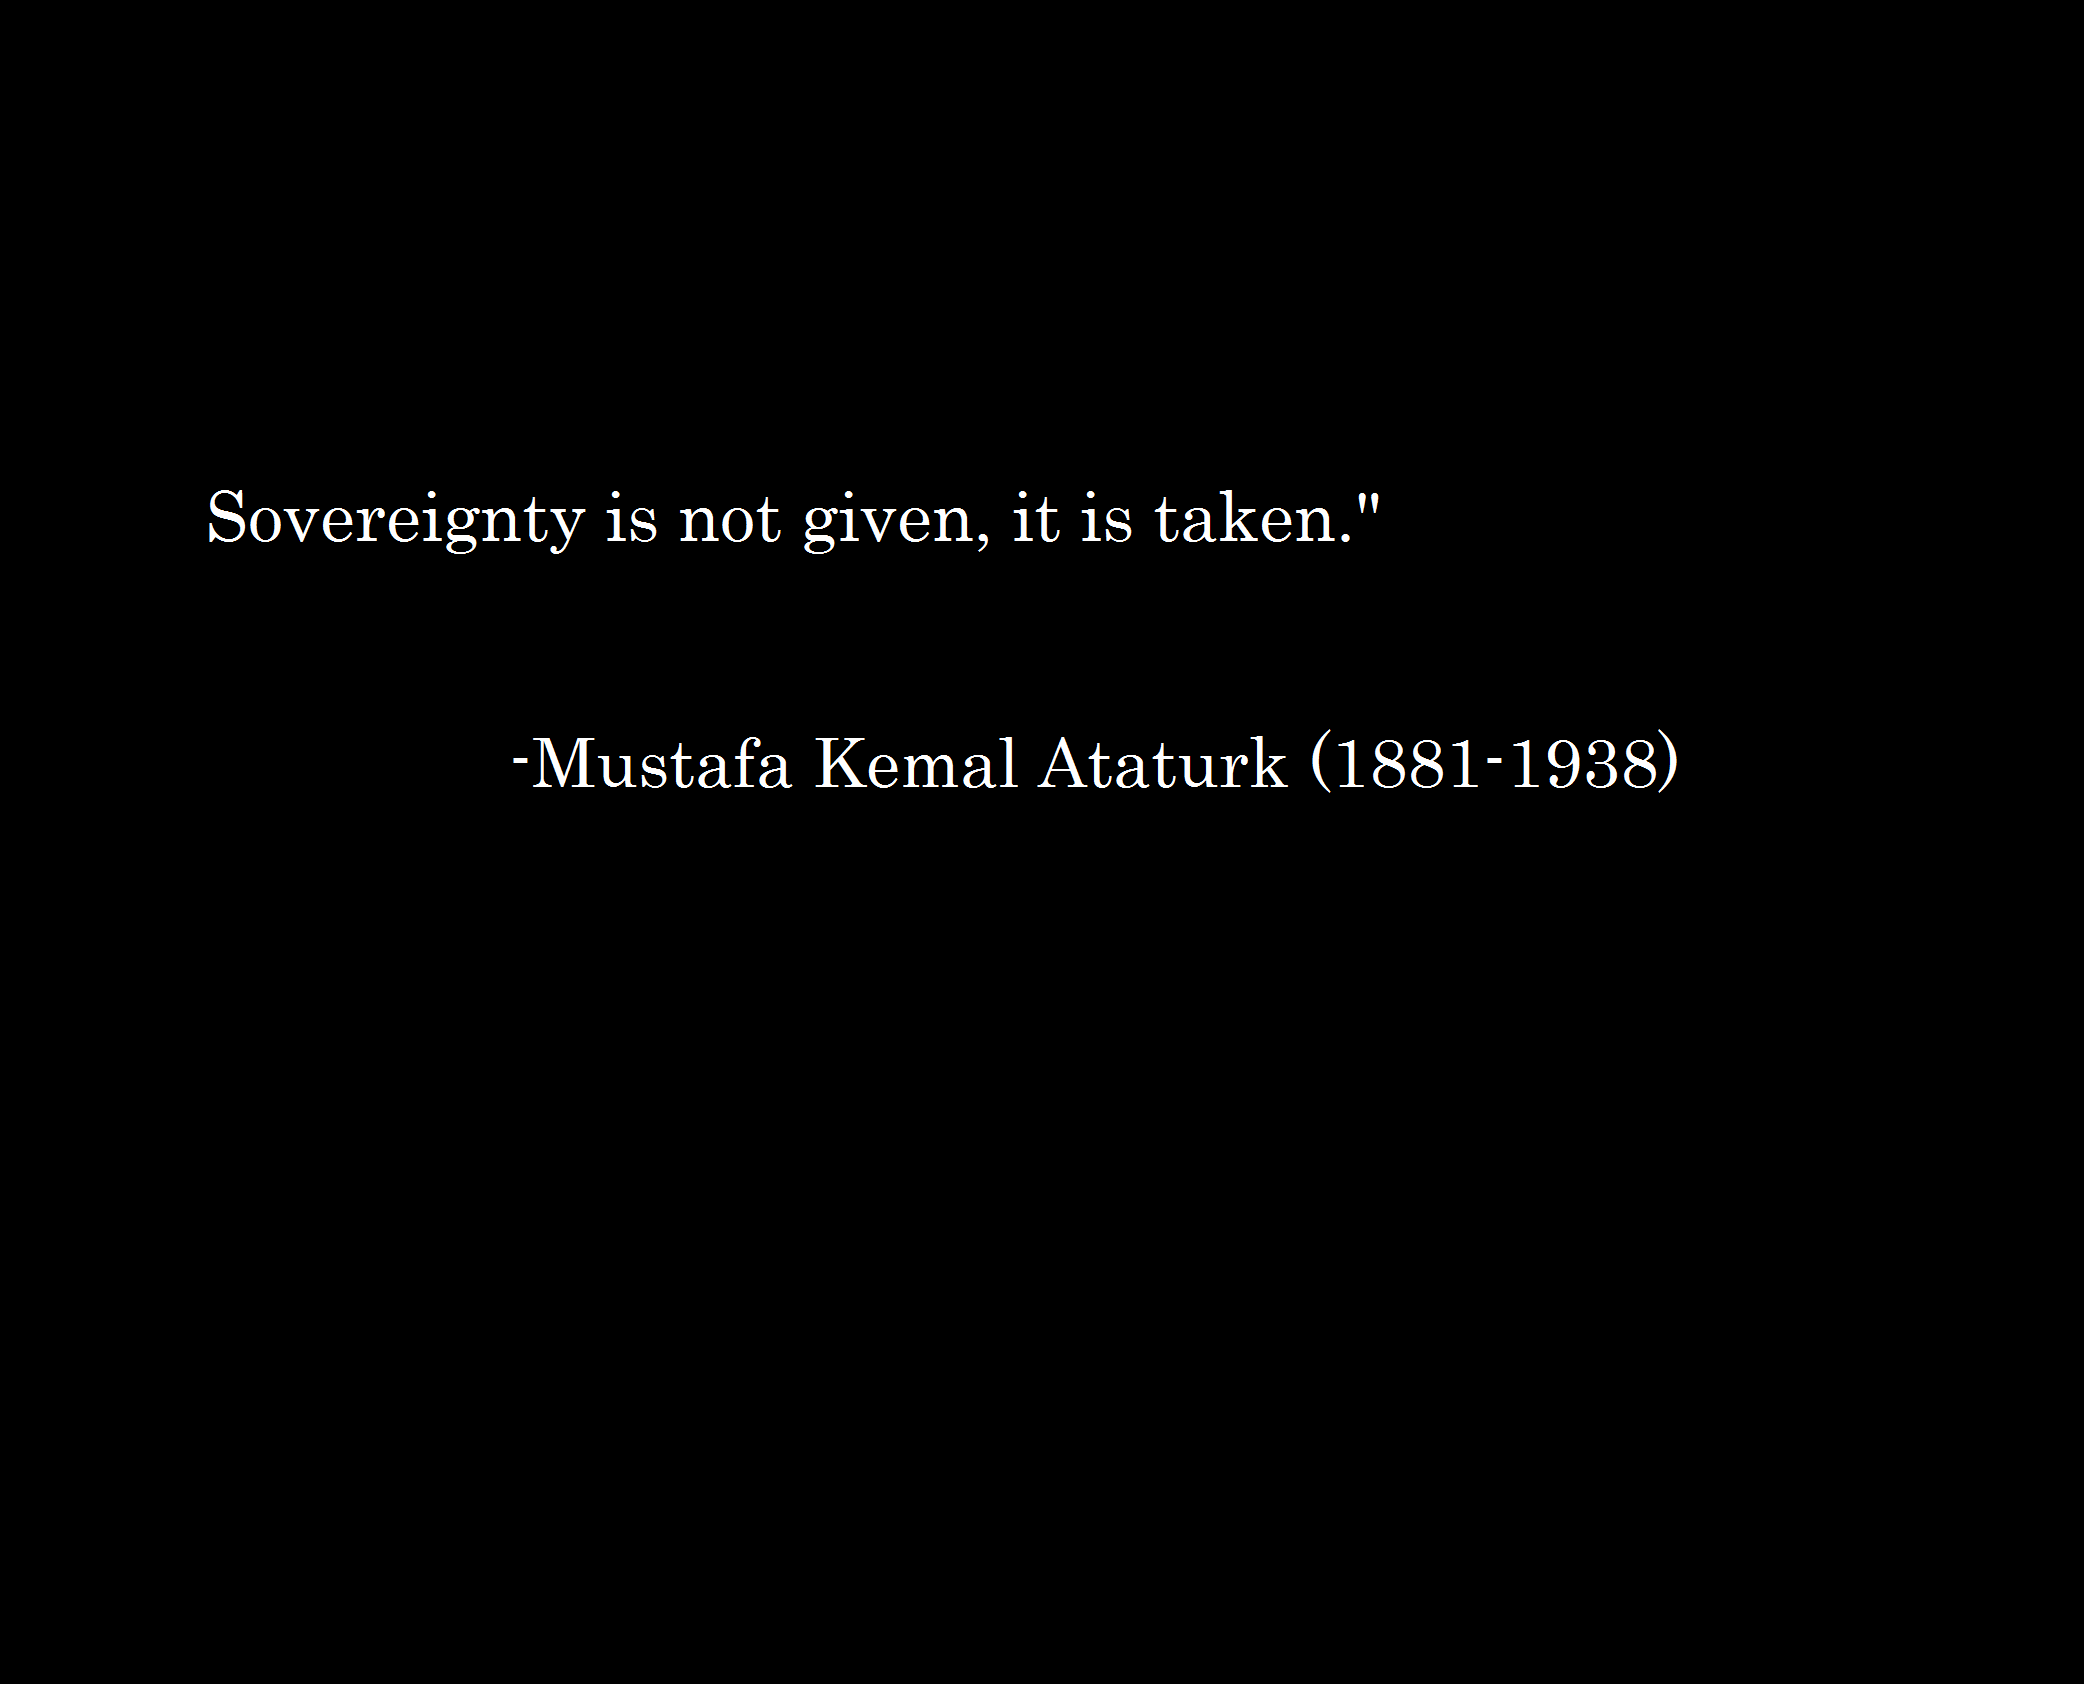 Sovereignty is not given, it is taken."
-Mustafa Kemal Ataturk (1881-1938)